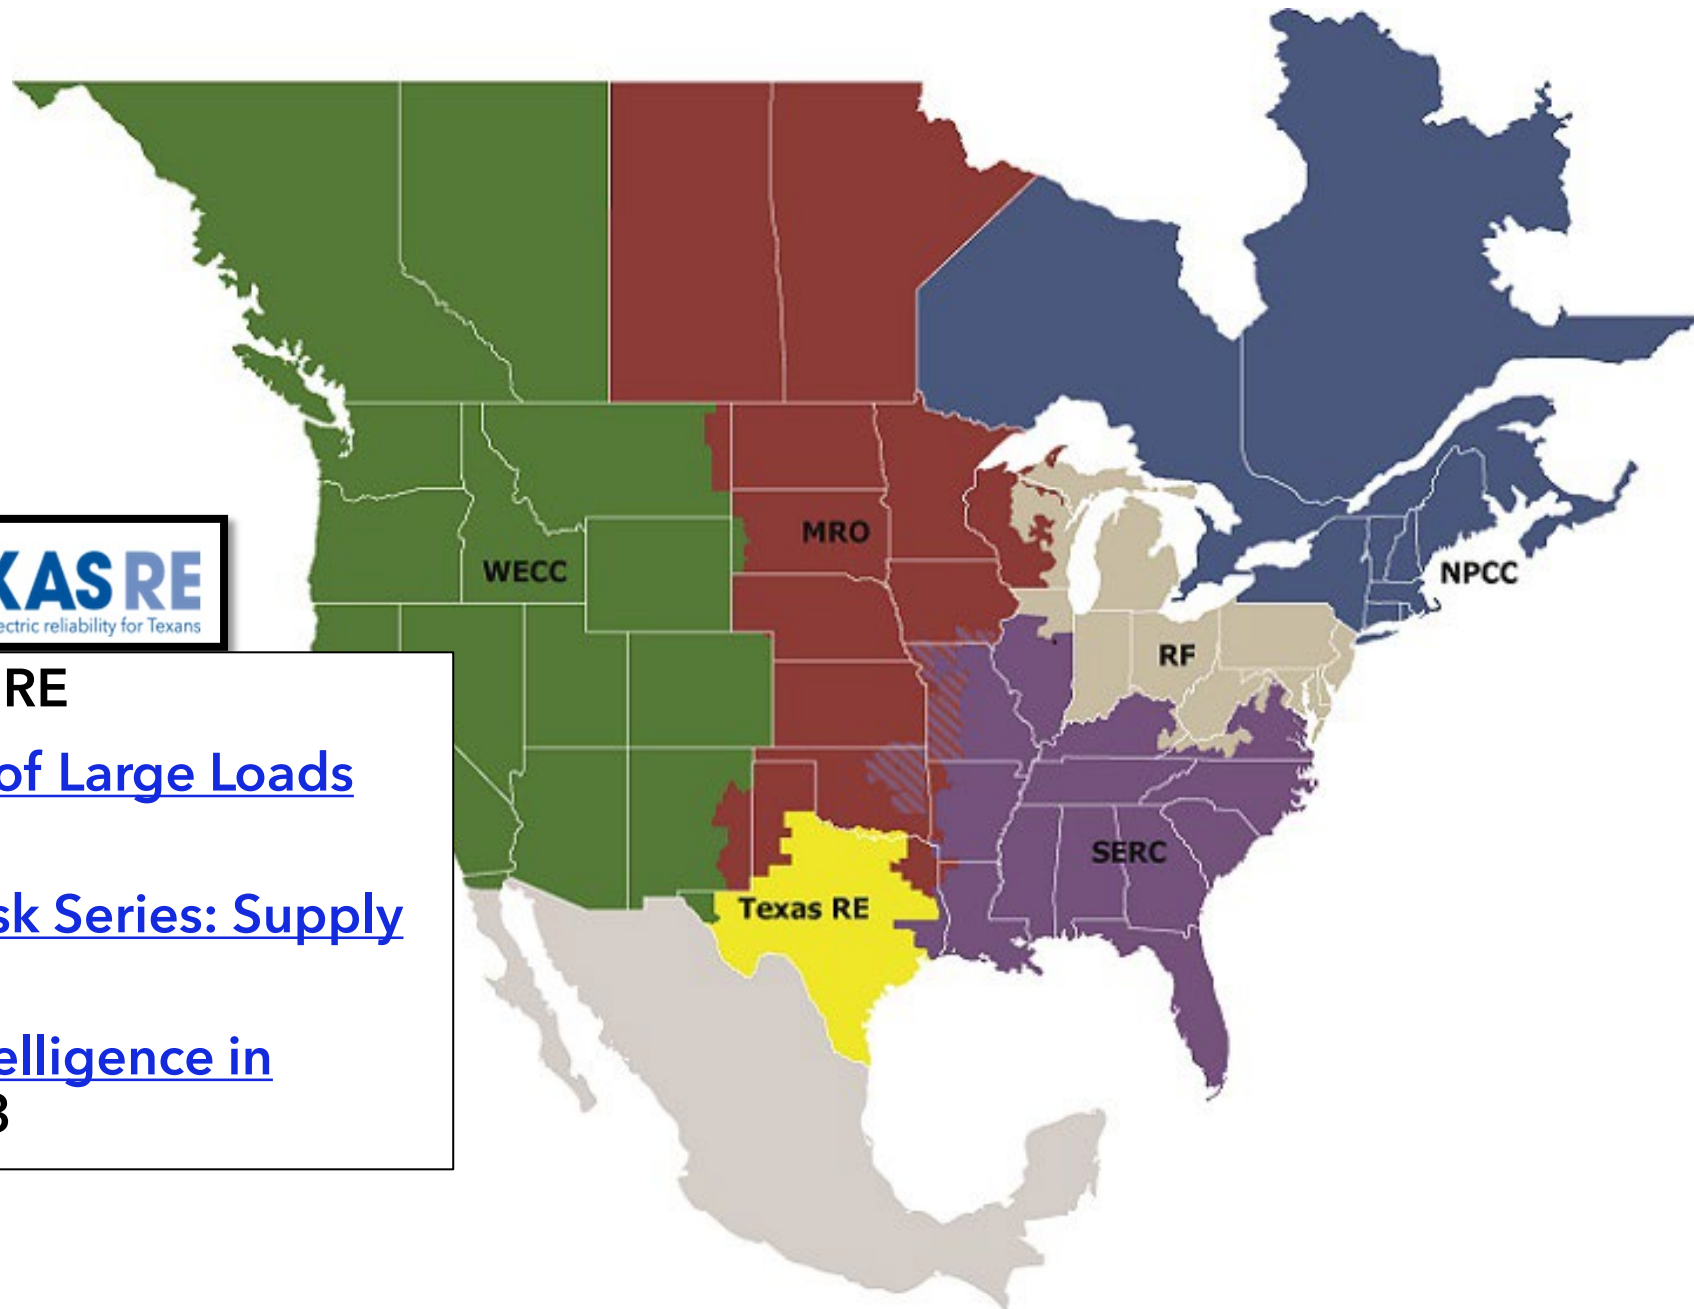 XAS RE
ectric reliability for Texans
RE
of Large Loads
sk Series: Supply
elligence in
3
WECC
MRO
NPCC
RF
SERC
Texas RE